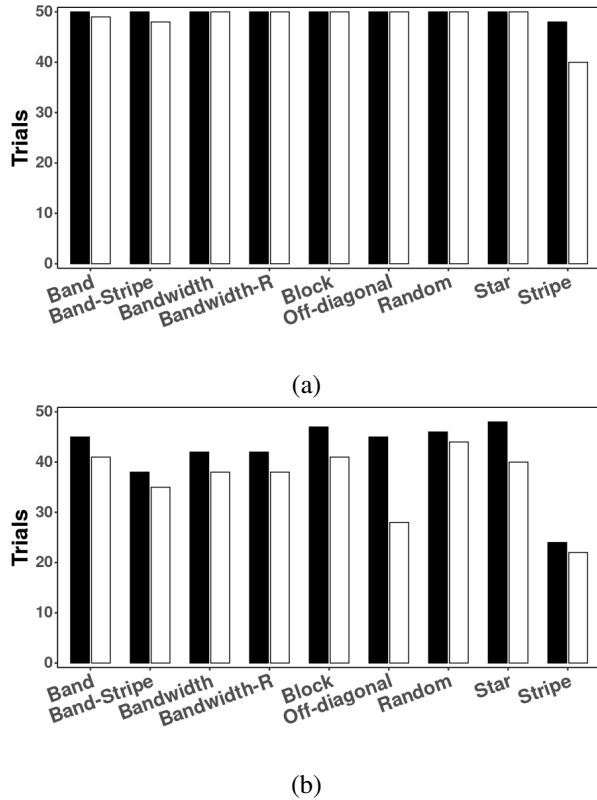 50
40
30
20
10
0
Trials
Band
Band-Stripe
Bandwidth
Bandwidth-R
Block
Off-diagonal
Random
Star
Stripe
(a)
50
40
30
20
10
0
Trials
Band
Band-Stripe
Bandwidth
Bandwidth-R
Block
Off-diagonal
Random
Star
Stripe
(b)